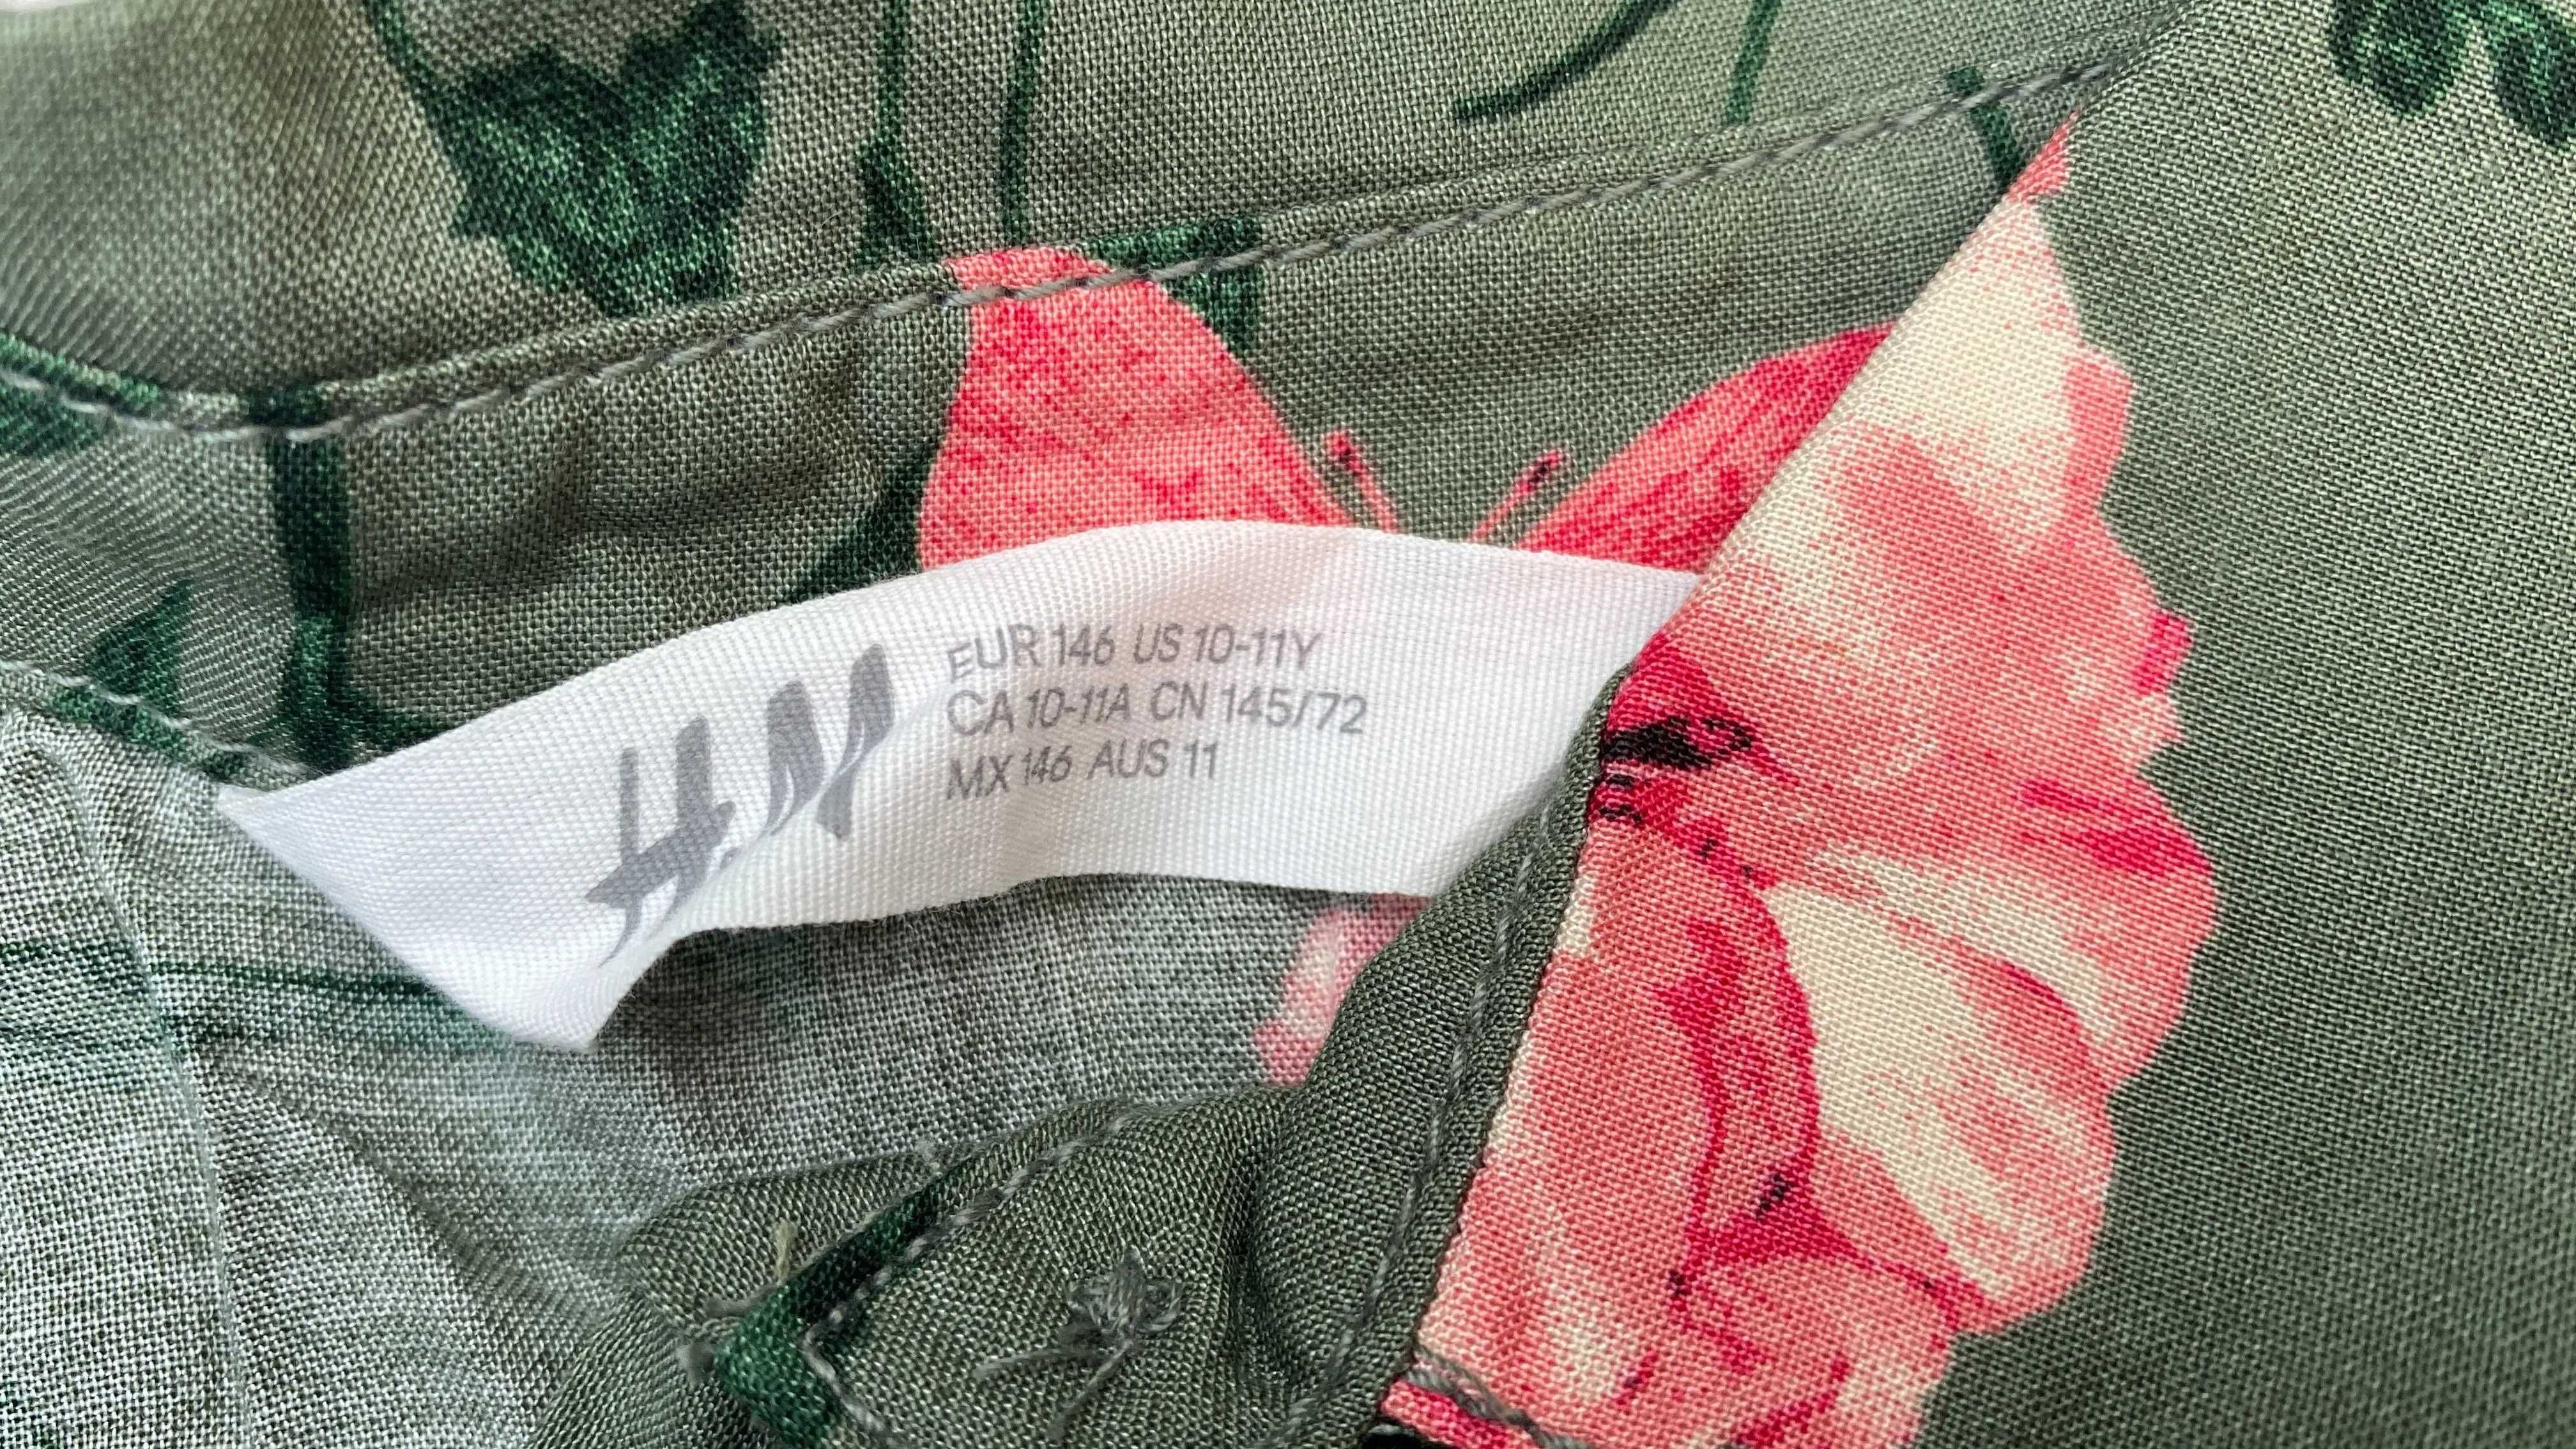 H&M
EUR 146 US 10-11Y
CA 10-11A CN 145/72
MX 146 AUS 11